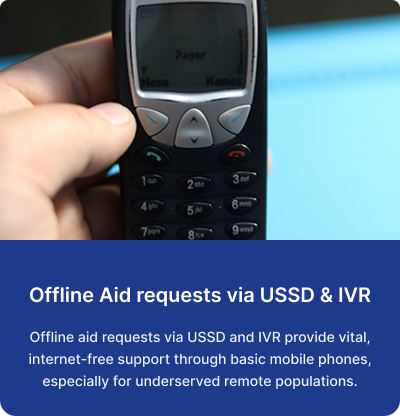 Pager
Menu
Names
1
2 abc
3 def
4 ghi
5 jkl
6 mno
7 pqrs
8 tuv
9 wxyz
Offline Aid requests via USSD & IVR
Offline aid requests via USSD and IVR provide vital,
internet-free support through basic mobile phones,
especially for underserved remote populations.